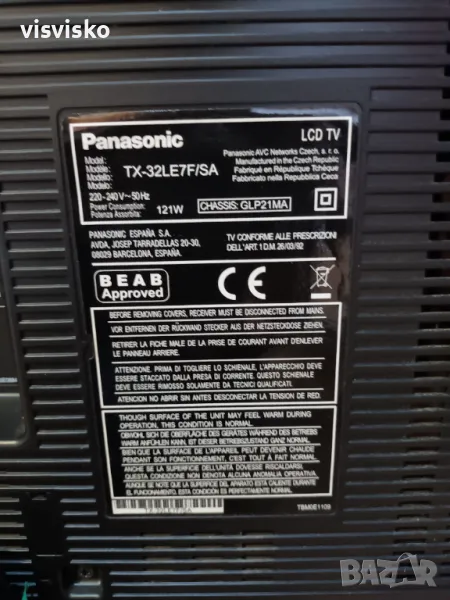 visvisko
Panasonic
LCD TV
Model:
Modèle:
Modelo:
TX-32LE7F/SA
Panasonic AVC Networks Czech, s. r. o.
Manufactured in the Czech Republic
Fabriqué en République Tchèque
Fabbricato nella Repubblica Ceca
220-240V~50Hz
Power Consumption:
Potenza Assorbita:
121W
CHASSIS: GLP21MA
PANASONIC ESPAÑA S.A.
AVDA, JOSEP TARRADELLAS 20-30,
08029 BARCELONA, ESPAÑA.
TV CONFORME ALLE PRESCRIZIONI
DELL'ART. 1 D.M. 26/03/92
BEAB
Approved
CE
BEFORE REMOVING COVERS, RECEIVER MUST BE DISCONNECTED FROM MAINS.
VOR ENTFERNEN DER RÜCKWAND STECKER AUS DER NETZSTECKDOSE ZIEHEN.
RETIRER LA FICHE MALE DE LA PRISE DE COURANT AVANT D'ENLEVER
LE PANNEAU ARRIERE.
ATTENZIONE. PRIMA DI TOGLIERE LO SCHIENALE, L'APPARECCHIO DEVE
ESSERE STACCATO DALLA PRESA DI CORRENTE. QUESTO SCHIENALE
DEVE ESSERE RIMOSSO SOLAMENTE DA TECNICI QUALIFICATI.
ATENCION NO ABRIR SIN ANTES DESCONECTAR LA TENSION DE RED.
THOUGH SURFACE OF THE UNIT MAY FEEL WARM DURING
OPERATION, THIS CONDITION IS NORMAL.
OBWOHL SICH DIE OBERFLÄCHE DES GERÄTES WÄHREND DES BETRIEBS
WARM ANFÜHLEN KANN, IST DIESER BETRIEBSZUSTAND GANZ NORMAL.
BIEN QUE LA SURFACE DE L'APPAREIL PEUT DEVENIR CHAUDE
PENDANT SON FONCTIONNEMENT, CECI EST TOUT A FAIT NORMAL.
ANCHE SE LA SUPERFICIE DELL'UNITÀ DOVESSE RISCALDARSI,
QUESTA CONDIZIONE NON DENOTA ALCUNA ANOMALIA OPERATIVA.
AUNQUE SE NOTE QUE LA SUPERFICIE DEL APARATO ESTA CALIENTE DURANTE
EL FUNCIONAMIENTO, ESTA CONDICIÓN ES PERFECTAMENTE NORMAL.
TBM0E1109
BAZAR